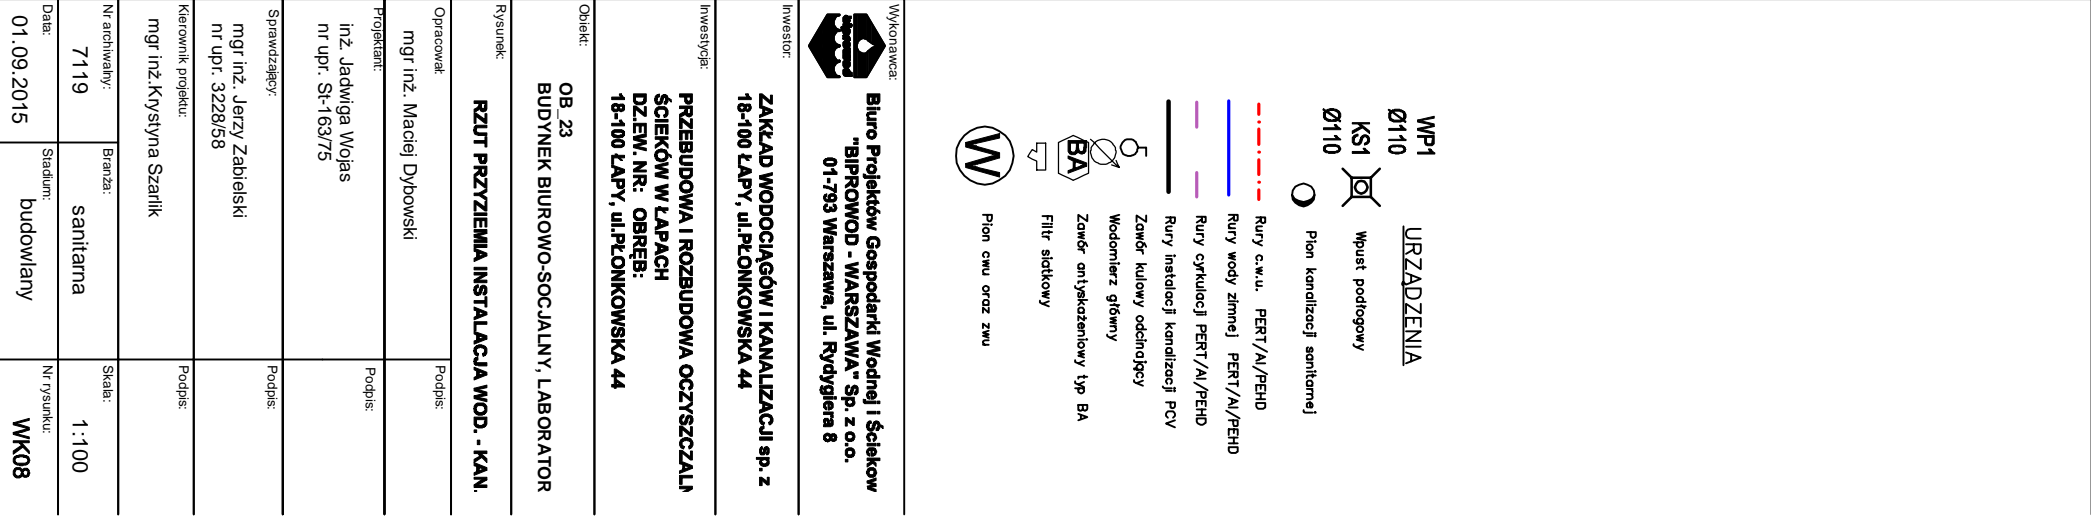 URZĄDZENIA
WP1
Ø110
Wpust podłogowy
KS1
Ø110
Pion kanalizacji sanitarnej
Rury c.w.u. PERT/Al/PEHD
Rury wody zimnej PERT/Al/PEHD
Rury cyrkulacji PERT/Al/PEHD
Rury instalacji kanalizacji PCV
Zawór kulowy odcinający
Wodomierz główny
BA
Zawór antyskażeniowy typ BA
Filtr siatkowy
W
Pion cwu oraz zwu
Wykonawca:
biprowod
Biuro Projektów Gospodarki Wodnej i Ściekow
"BIPROWOD - WARSZAWA" Sp. z o.o.
01-793 Warszawa, ul. Rydygiera 8
Inwestor:
ZAKŁAD WODOCIĄGÓW I KANALIZACJI sp. z
18-100 ŁAPY, ul.PŁONKOWSKA 44
Inwestycja:
PRZEBUDOWA I ROZBUDOWA OCZYSZCZALN
ŚCIEKÓW W ŁAPACH
DZ.EW. NR: OBRĘB:
18-100 ŁAPY, ul.PŁONKOWSKA 44
Obiekt:
OB_23
BUDYNEK BIUROWO-SOCJALNY, LABORATOR
Rysunek:
RZUT PRZYZIEMIA INSTALACJA WOD. - KAN.
Opracował:
mgr inż. Maciej Dybowski
Podpis:
Projektant:
inż. Jadwiga Wojas
nr upr. St-163/75
Podpis:
Sprawdzający:
mgr inż. Jerzy Zabielski
nr upr. 3228/58
Podpis:
Kierownik projektu:
mgr inż.Krystyna Szarlik
Podpis:
Nr archiwalny:
7119
Branża:
sanitarna
Skala:
1:100
Data:
01.09.2015
Stadium:
budowlany
Nr rysunku:
WK08